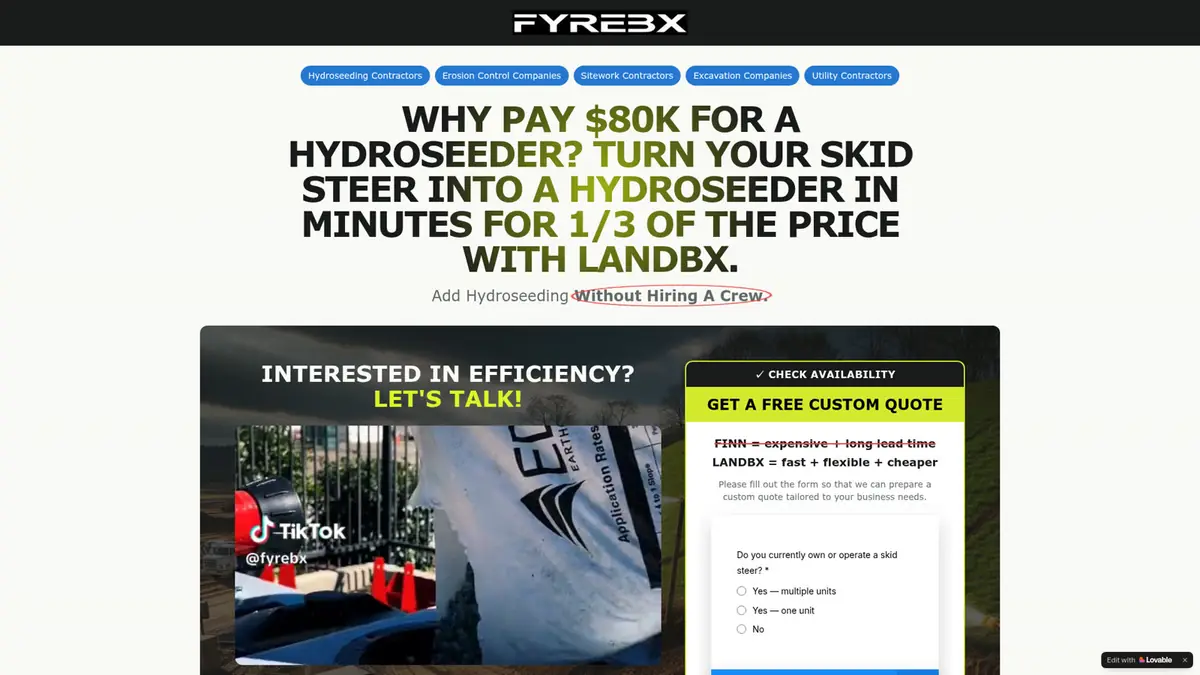 FYREBX
Hydroseeding Contractors
Erosion Control Companies
Sitework Contractors
Excavation Companies
Utility Contractors
WHY PAY $80K FOR A
HYDROSEEDER? TURN YOUR SKID
STEER INTO A HYDROSEEDER IN
MINUTES FOR 1/3 OF THE PRICE
WITH LANDBX.
Add Hydroseeding Without Hiring A Crew.
INTERESTED IN EFFICIENCY?
LET'S TALK!
TikTok
@fyrebx
EARTH
Application Rates
Slope
✓ CHECK AVAILABILITY
GET A FREE CUSTOM QUOTE
FINN = expensive + long lead time
LANDBX = fast + flexible + cheaper
Please fill out the form so that we can prepare a
custom quote tailored to your business needs.
Do you currently own or operate a skid
steer? *
Yes — multiple units
Yes — one unit
No
Edit with Lovable ×